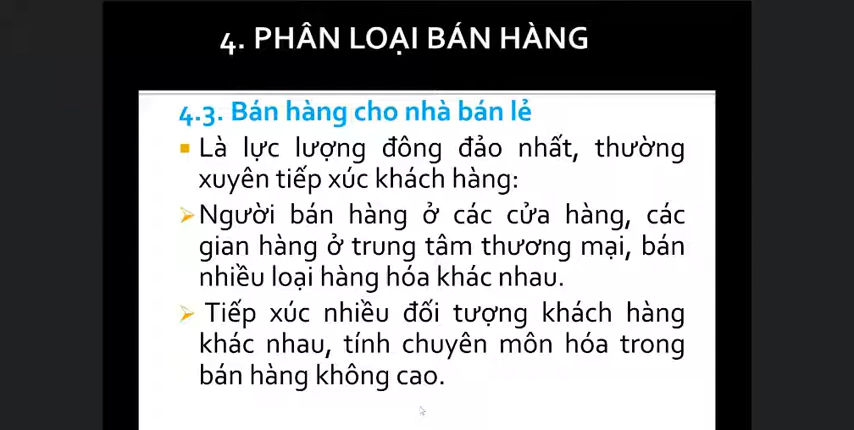 4. PHÂN LOẠI BÁN HÀNG
4.3. Bán hàng cho nhà bán lẻ
Là lực lượng đông đảo nhất, thường
xuyên tiếp xúc khách hàng:
Người bán hàng ở các cửa hàng, các
gian hàng ở trung tâm thương mại, bán
nhiều loại hàng hóa khác nhau.
Tiếp xúc nhiều đối tượng khách hàng
khác nhau, tính chuyên môn hóa trong
bán hàng không cao.